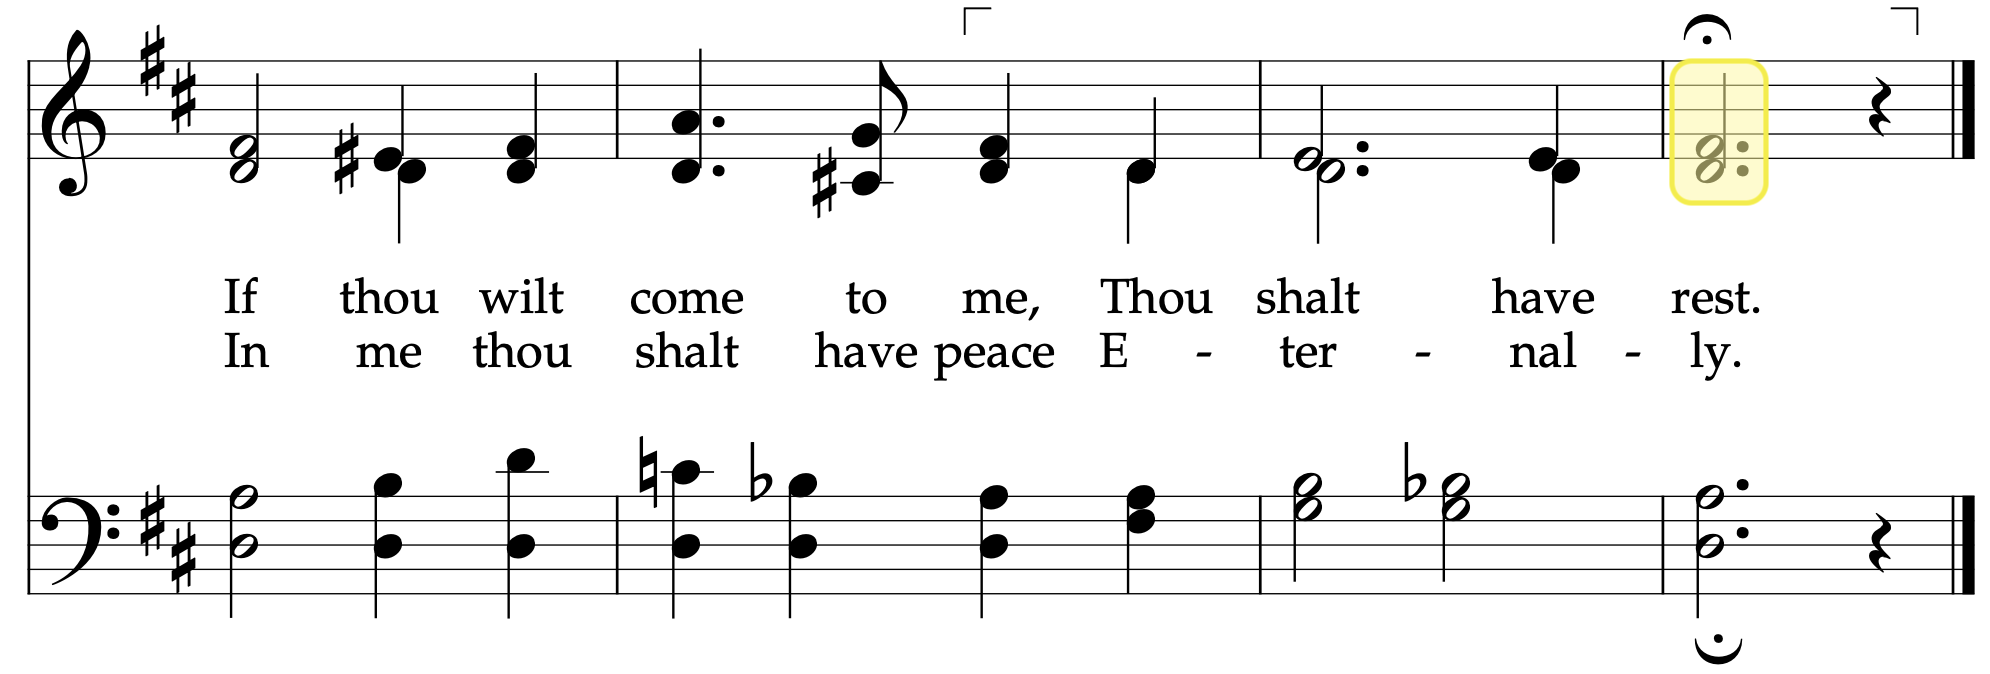 If thou wilt come to me, Thou shalt have rest.
In me thou shalt have peace E - ter - nal - ly.